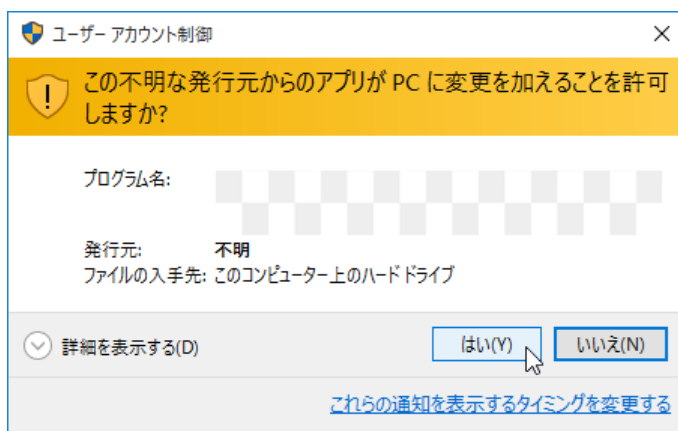 ユーザー アカウント制御
この不明な発行元からのアプリが PC に変更を加えることを許可
しますか?
プログラム名:
発行元: 不明
ファイルの入手先: このコンピューター上のハード ドライブ
詳細を表示する(D)
はい(Y)
いいえ(N)
これらの通知を表示するタイミングを変更する